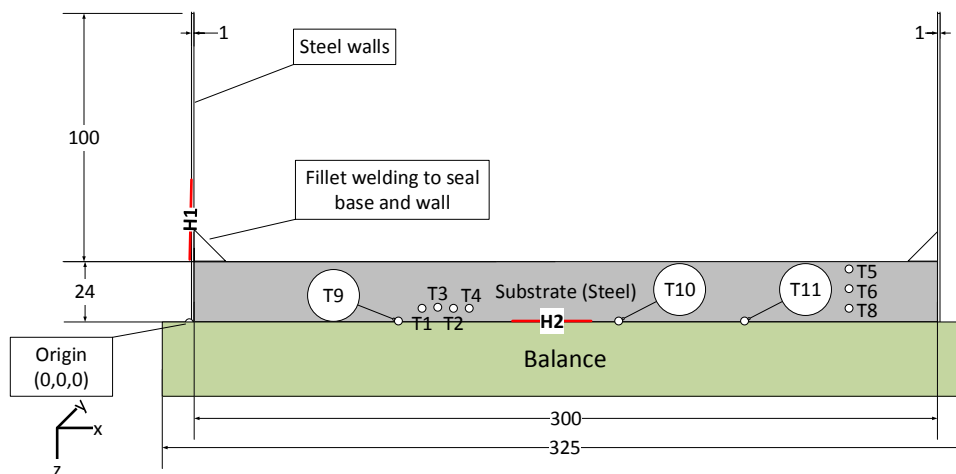 1
1
Steel walls
100
Fillet welding to seal
base and wall
H1
24
T9
T3
T4
T1
T2
Substrate (Steel)
H2
T10
T11
T5
T6
T8
Origin
(0,0,0)
Balance
y
x
z
300
325